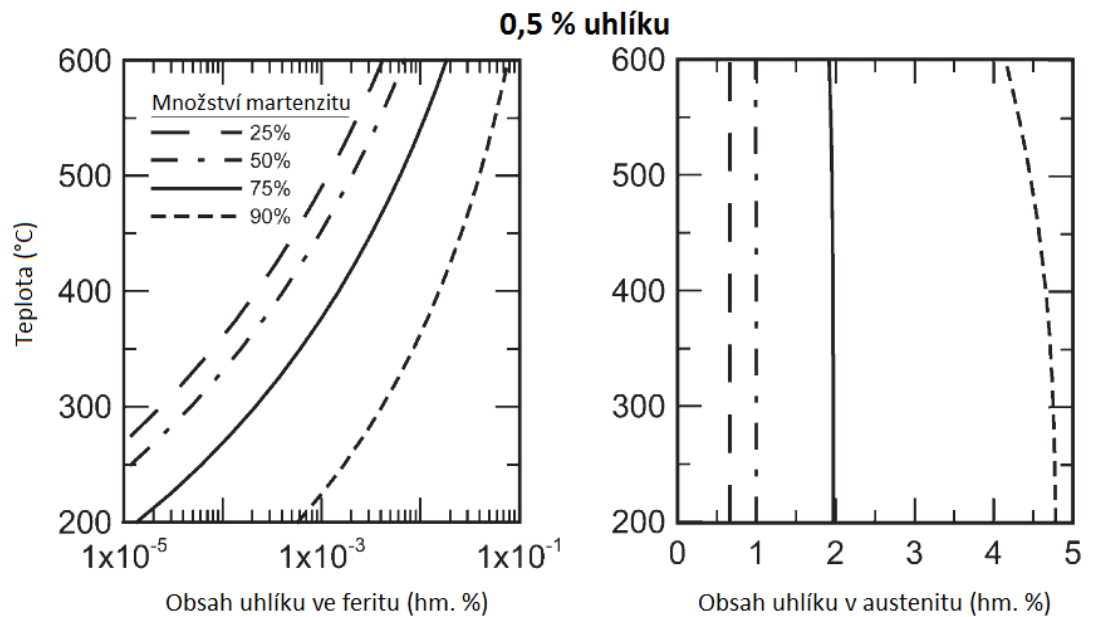 0,5 % uhlíku
600
500
400
300
200
Teplota (°C)
Množství martenzitu
25%
50%
75%
90%
1x10-5
1x10-3
1x10-1
Obsah uhlíku ve feritu (hm. %)
600
500
400
300
200
0
1
2
3
4
5
Obsah uhlíku v austenitu (hm. %)